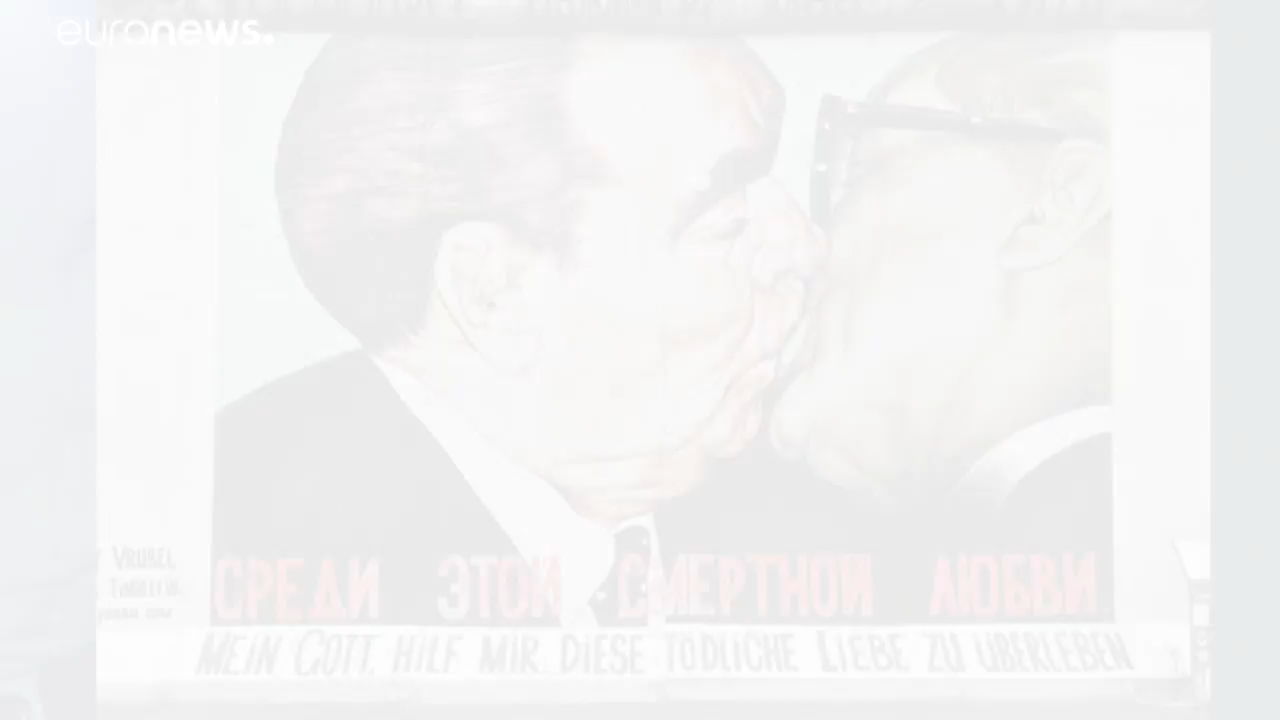 euronews.
VRUBEL
СРЕДИ ЭТОЙ СМЕРТНОЙ ЛЮБВИ
MEIN GOTT, HILF MIR, DIESE TÖDLICHE LIEBE ZU ÜBERLEBEN